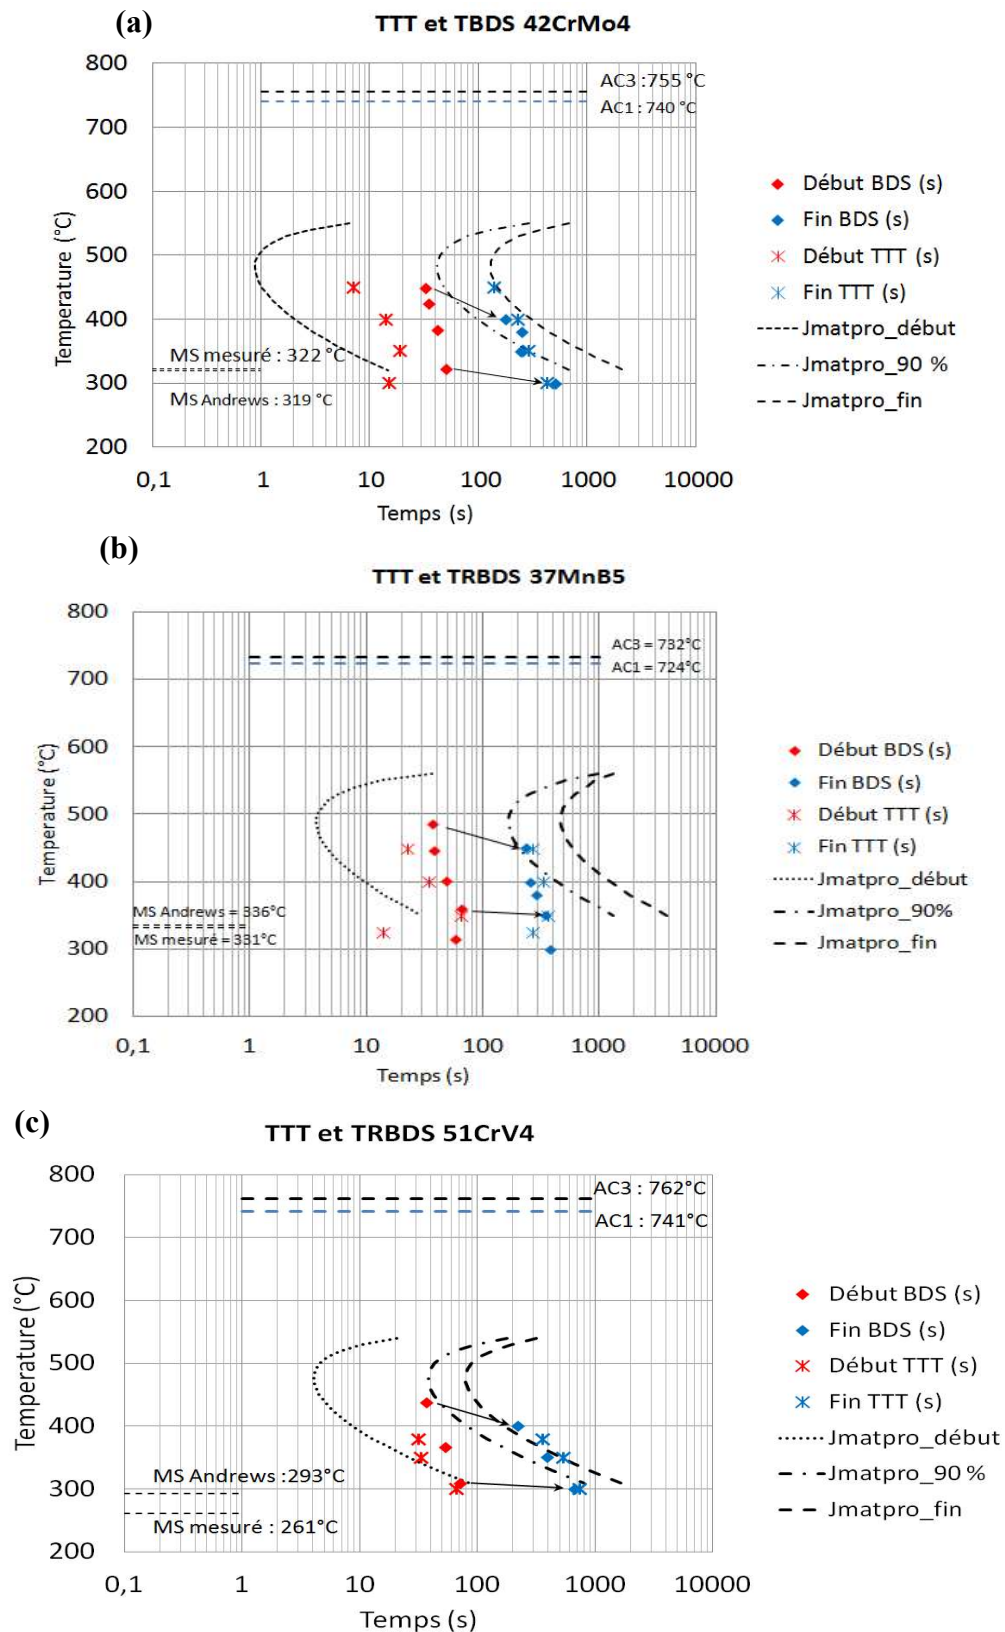 (a)
TTT et TBDS 42CrMo4
800
700
600
500
400
300
200
Temperature (°C)
AC3 :755 °C
AC1 : 740 °C
MS mesuré : 322 °C
MS Andrews : 319 °C
0,1 1 10 100 1000 10000
Temps (s)
Début BDS (s)
Fin BDS (s)
Début TTT (s)
Fin TTT (s)
Jmatpro_début
Jmatpro_90 %
Jmatpro_fin
(b)
TTT et TRBDS 37MnB5
800
700
600
500
400
300
200
Temperature (°C)
AC3 = 732°C
AC1 = 724°C
MS Andrews = 336°C
MS mesuré = 331°C
0,1 1 10 100 1000 10000
Temps (s)
Début BDS (s)
Fin BDS (s)
Début TTT (s)
Fin TTT (s)
Jmatpro_début
Jmatpro_90%
Jmatpro_fin
(c)
TTT et TRBDS 51CrV4
800
700
600
500
400
300
200
Temperature (°C)
AC3 : 762°C
AC1 : 741°C
MS Andrews :293°C
MS mesuré : 261°C
0,1 1 10 100 1000 10000
Temps (s)
Début BDS (s)
Fin BDS (s)
Début TTT (s)
Fin TTT (s)
Jmatpro_début
Jmatpro_90 %
Jmatpro_fin